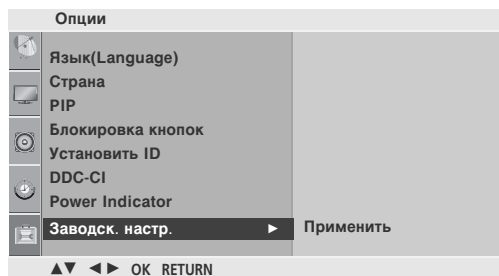 Опции
Язык(Language)
Страна
PIP
Блокировка кнопок
Установить ID
DDC-CI
Power Indicator
Заводск. настр. ► Применить
▲▼ ◄► OK RETURN